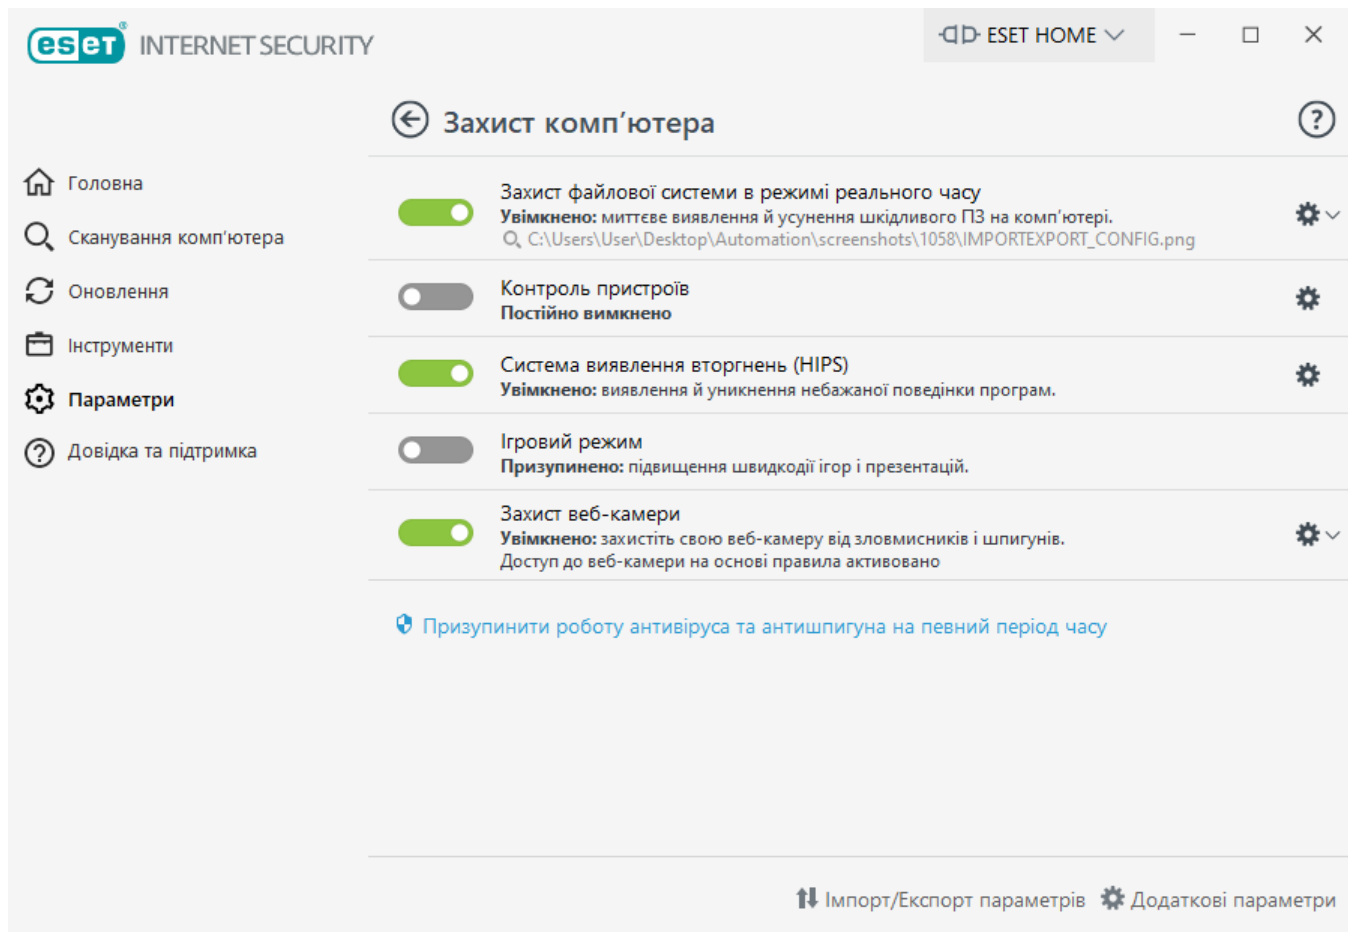 eset® INTERNET SECURITY
ESET HOME
Захист комп'ютера
?
Головна
Сканування комп'ютера
Оновлення
Інструменти
Параметри
Довідка та підтримка
Захист файлової системи в режимі реального часу
Увімкнено: миттєве виявлення й усунення шкідливого ПЗ на комп'ютері.
C:\Users\User\Desktop\Automation\screenshots\1058\IMPORTEXPORT_CONFIG.png
Контроль пристроїв
Постійно вимкнено
Система виявлення вторгнень (HIPS)
Увімкнено: виявлення й уникнення небажаної поведінки програм.
Ігровий режим
Призупинено: підвищення швидкодії ігор і презентацій.
Захист веб-камери
Увімкнено: захистіть свою веб-камеру від зловмисників і шпигунів.
Доступ до веб-камери на основі правила активовано
Призупинити роботу антивіруса та антишпигуна на певний період часу
Імпорт/Експорт параметрів Додаткові параметри